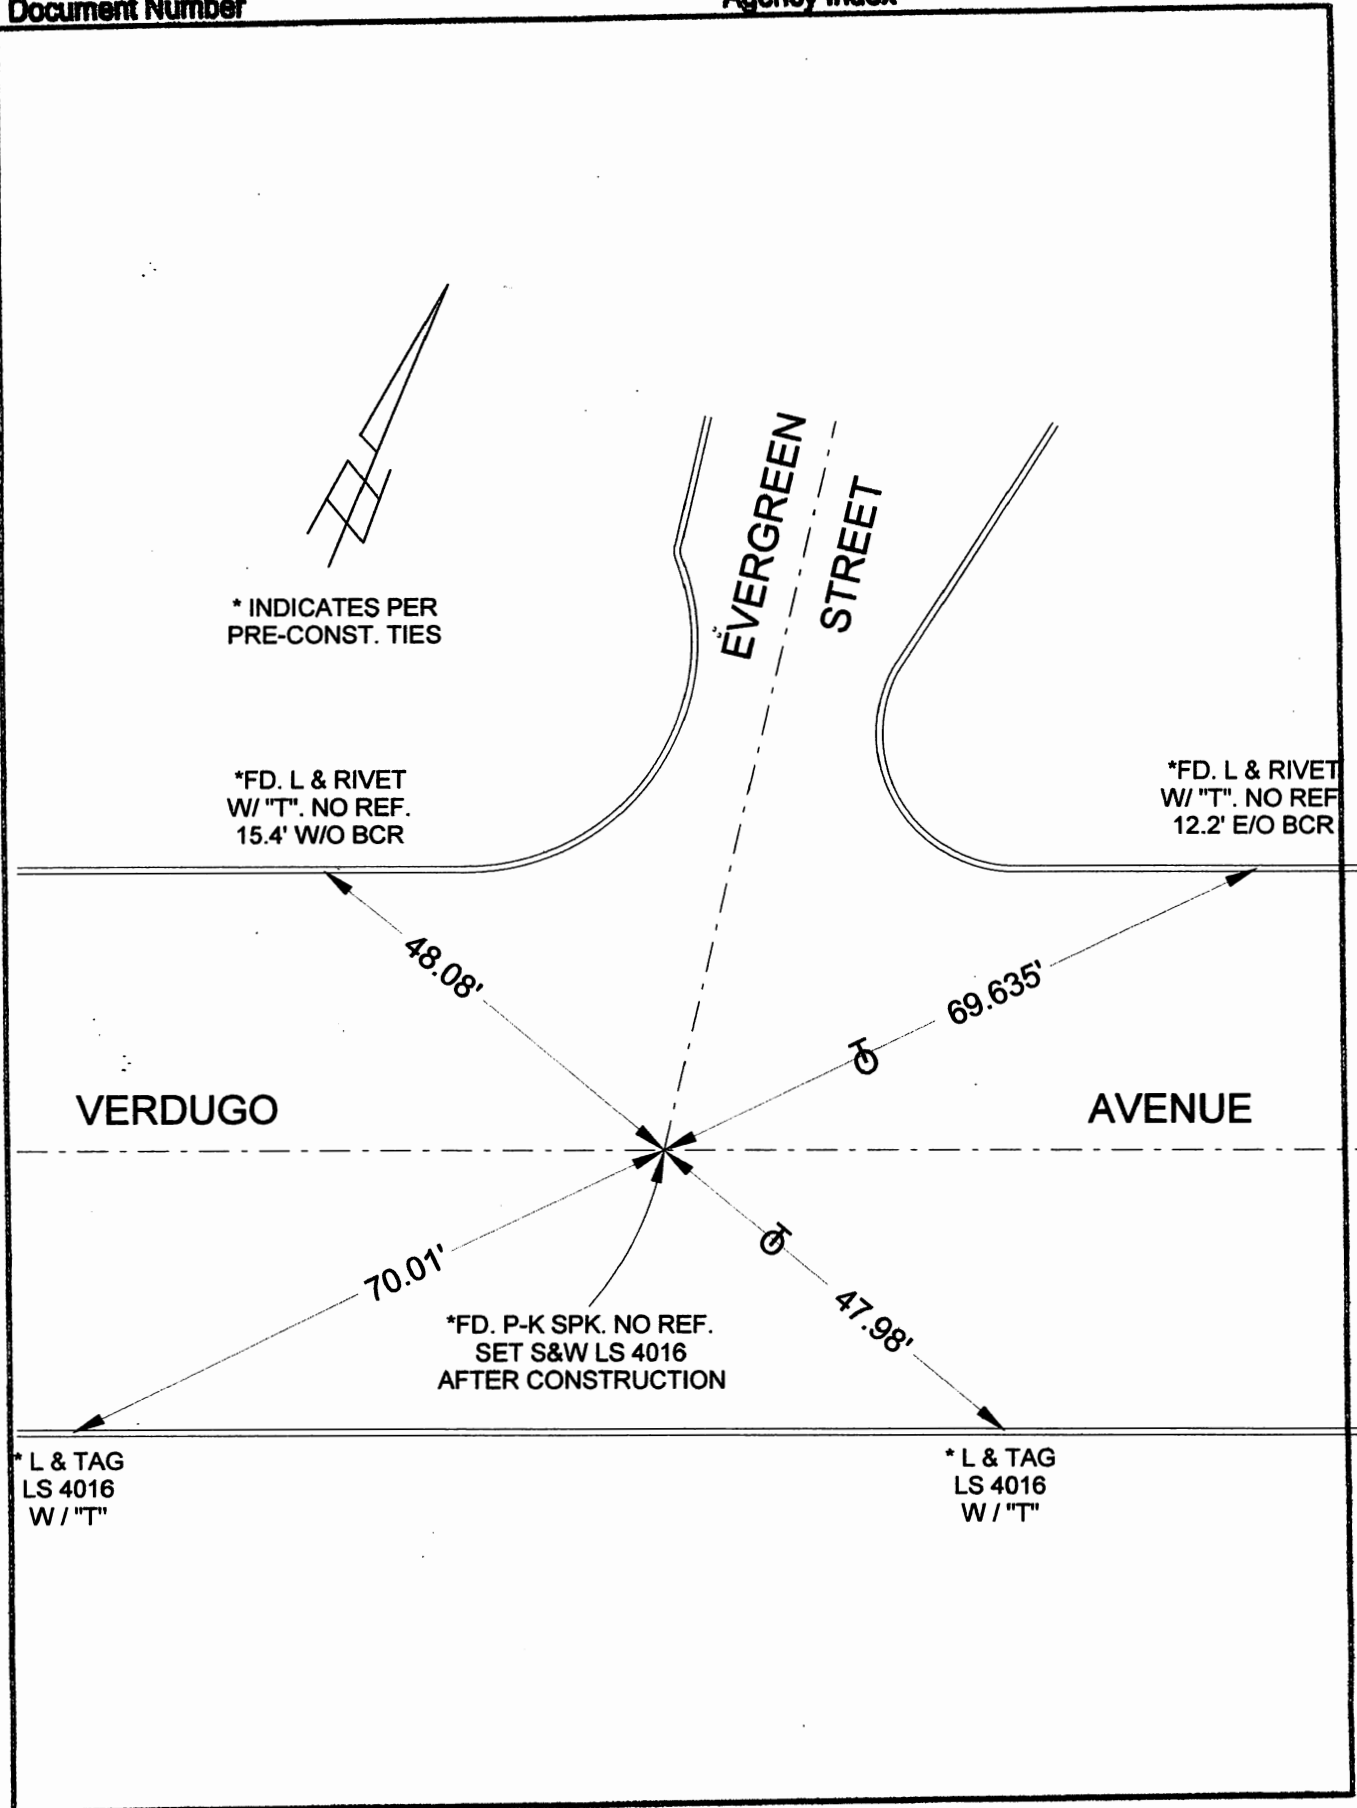 Document Number
Agency Index
EVERGREEN
STREET
* INDICATES PER
PRE-CONST. TIES
*FD. L & RIVET
W/ "T". NO REF.
15.4' W/O BCR
*FD. L & RIVET
W/ "T". NO REF
12.2' E/O BCR
48.08'
69.635'
VERDUGO
AVENUE
70.01'
47.98'
*FD. P-K SPK. NO REF.
SET S&W LS 4016
AFTER CONSTRUCTION
* L & TAG
LS 4016
W / "T"
* L & TAG
LS 4016
W / "T"